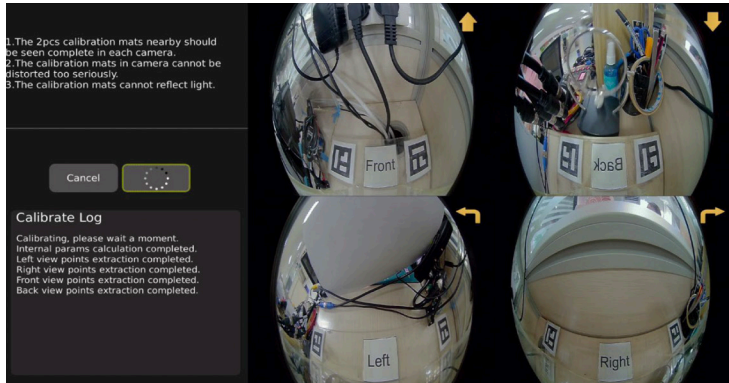 1.The 2pcs calibration mats nearby should
be seen complete in each camera.
2.The calibration mats in camera cannot be
distorted too seriously.
3.The calibration mats cannot reflect light.
Cancel
Calibrate Log
Calibrating, please wait a moment.
Internal params calculation completed.
Left view points extraction completed.
Right view points extraction completed.
Front view points extraction completed.
Back view points extraction completed.
Front
Back
Left
Right